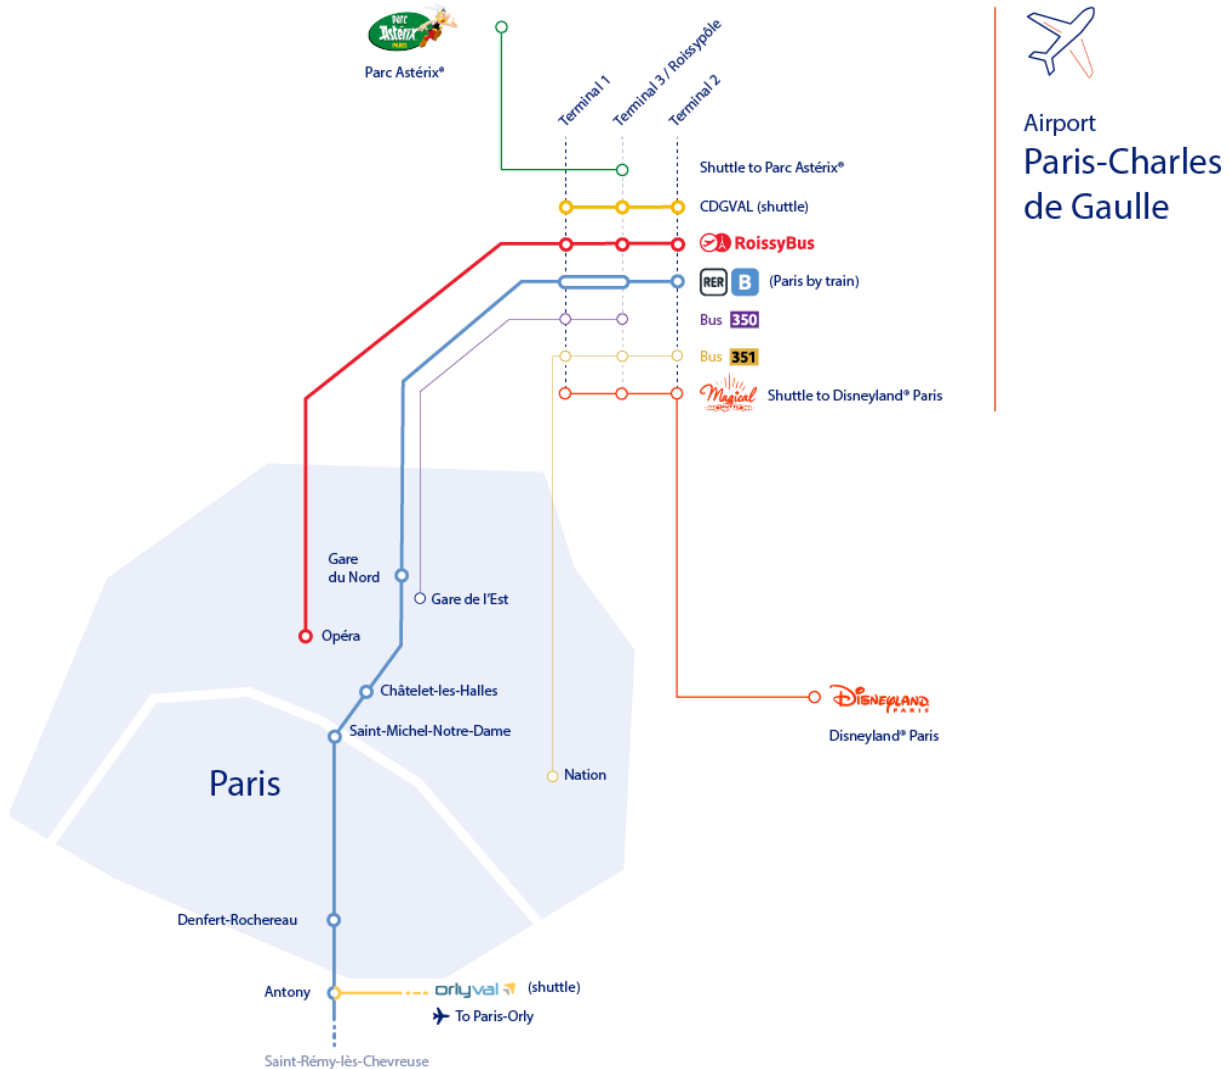 Parc
Astérix
PARIS
Parc Astérix®
Terminal 1
Terminal 3 / Roissypôle
Terminal 2
Airport
Paris-Charles
de Gaulle
Shuttle to Parc Astérix®
CDGVAL (shuttle)
RoissyBus
RER B (Paris by train)
Bus 350
Bus 351
Magical Shuttle to Disneyland® Paris
Gare
du Nord
Gare de l'Est
Opéra
Châtelet-les-Halles
Saint-Michel-Notre-Dame
Disneyland
PARIS
Disneyland® Paris
Paris
Nation
Denfert-Rochereau
Antony
orlyval (shuttle)
To Paris-Orly
Saint-Rémy-lès-Chevreuse